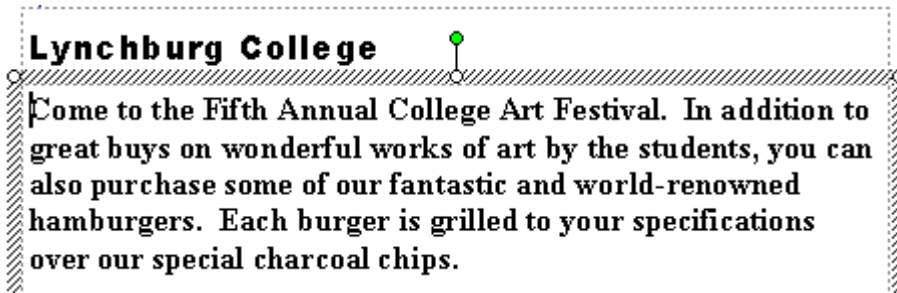 Lynchburg College
Come to the Fifth Annual College Art Festival.  In addition to
great buys on wonderful works of art by the students, you can
also purchase some of our fantastic and world-renowned
hamburgers.  Each burger is grilled to your specifications
over our special charcoal chips.